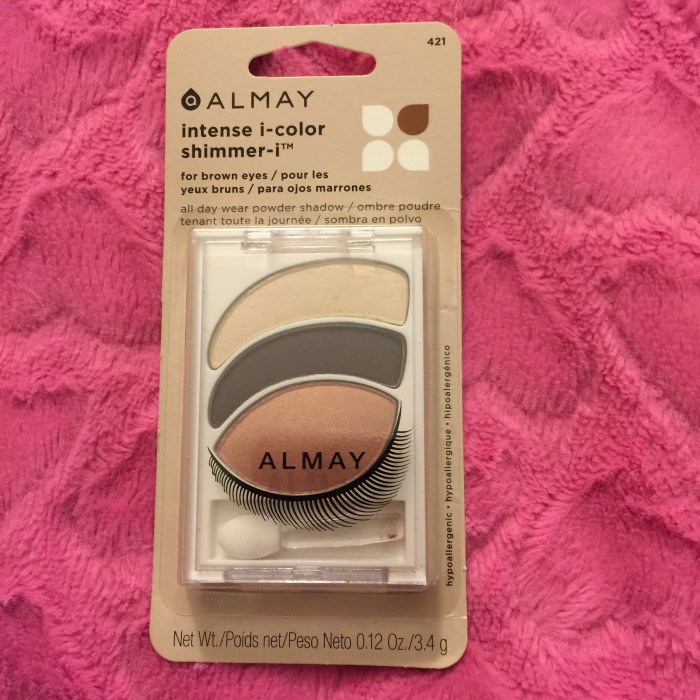 421
ALMAY
intense i-color
shimmer-i™
for brown eyes / pour les
yeux bruns / para ojos marrones
all day wear powder shadow / ombre poudre
tenant toute la journée / sombra en polvo
ALMAY
hypoallergenic • hypoallergique • hipoalergénico
Net Wt./Poids net/Peso Neto 0.12 Oz./3.4 g